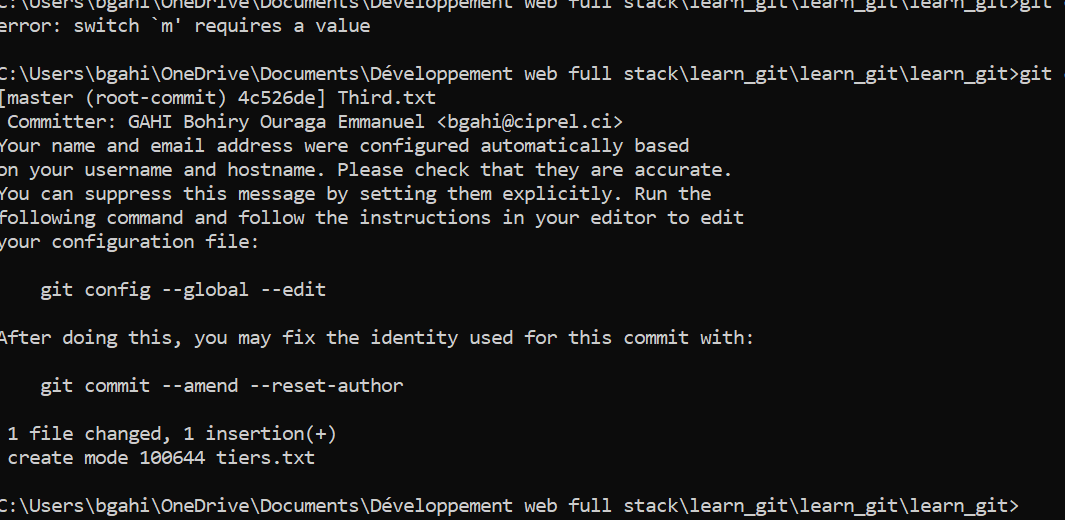 C:\Users\bgahi\OneDrive\Documents\Développement web full stack\learn_git\learn_git\learn_git>git
error: switch `m' requires a value
C:\Users\bgahi\OneDrive\Documents\Développement web full stack\learn_git\learn_git\learn_git>git
[master (root-commit) 4c526de] Third.txt
Committer: GAHI Bohiry Ouraga Emmanuel <bgahi@ciprel.ci>
Your name and email address were configured automatically based
on your username and hostname. Please check that they are accurate.
You can suppress this message by setting them explicitly. Run the
following command and follow the instructions in your editor to edit
your configuration file:
git config --global --edit
After doing this, you may fix the identity used for this commit with:
git commit --amend --reset-author
1 file changed, 1 insertion(+)
create mode 100644 tiers.txt
C:\Users\bgahi\OneDrive\Documents\Développement web full stack\learn_git\learn_git\learn_git>